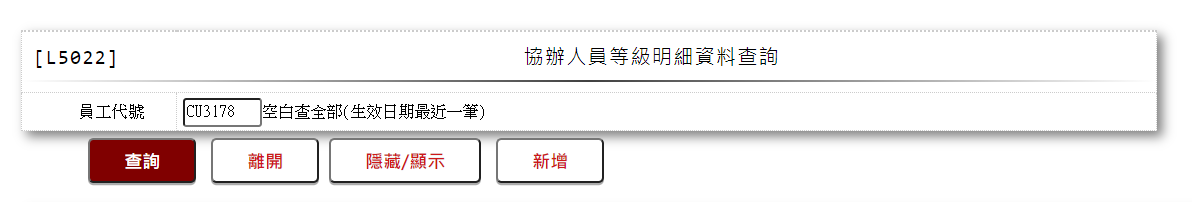 [L5022] 協辦人員等級明細資料查詢
員工代號 CU3178 空白查全部(生效日期最近一筆)
查詢 離開 隱藏/顯示 新增